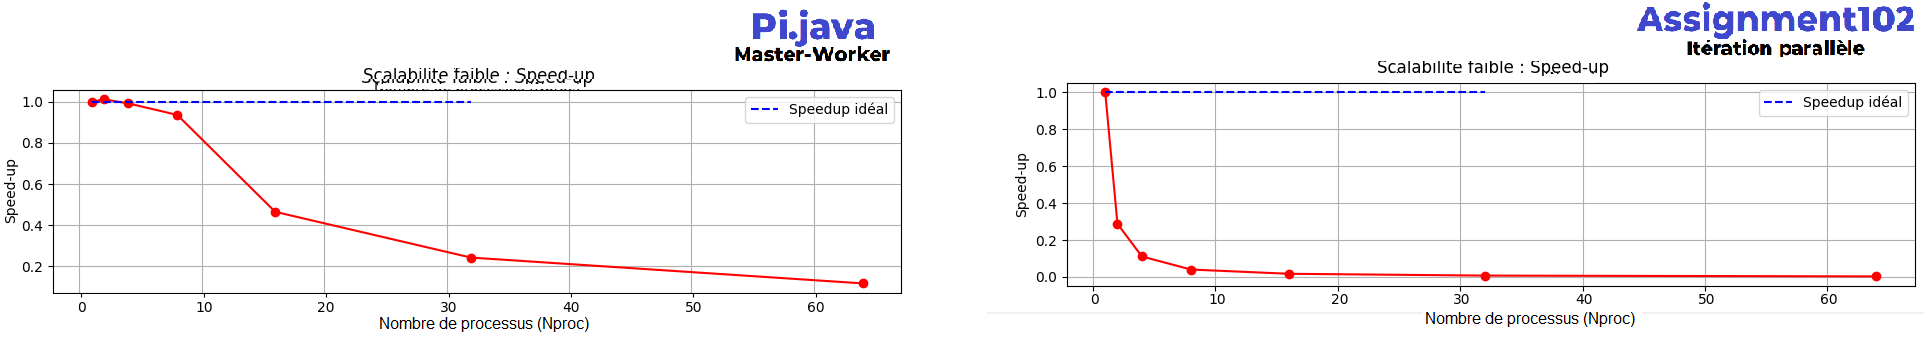 Pi.java
Master-Worker
Scalabilite faible : Speed-up
Speedup idéal
Speed-up
1.0
0.8
0.6
0.4
0.2
0 10 20 30 40 50 60
Nombre de processus (Nproc)
Assignment102
Itération parallèle
Scalabilite faible : Speed-up
Speedup idéal
Speed-up
1.0
0.8
0.6
0.4
0.2
0.0
0 10 20 30 40 50 60
Nombre de processus (Nproc)